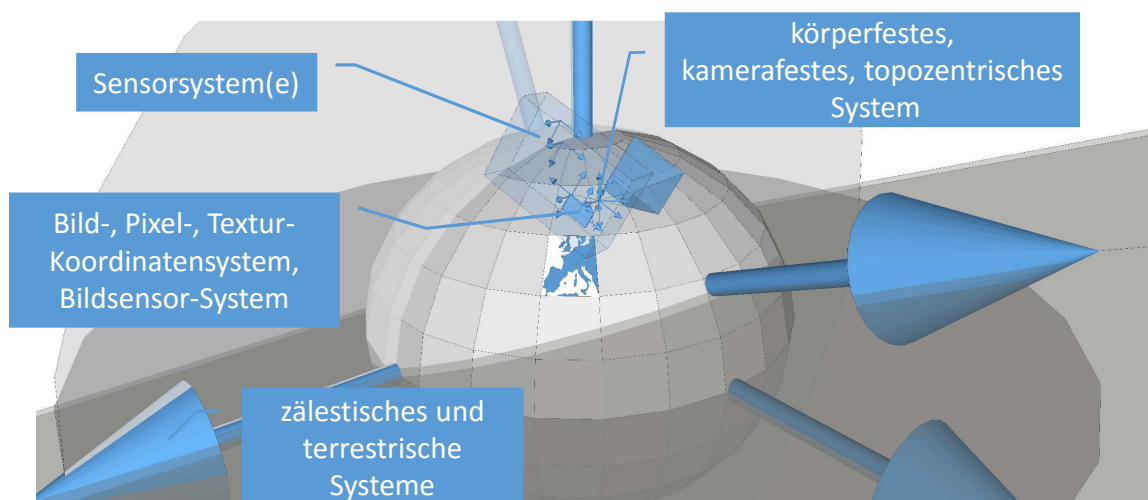 Sensorsystem(e)
körperfestes,
kamerafestes, topozentrisches
System
Bild-, Pixel-, Textur-
Koordinatensystem,
Bildsensor-System
zälestisches und
terrestrische
Systeme